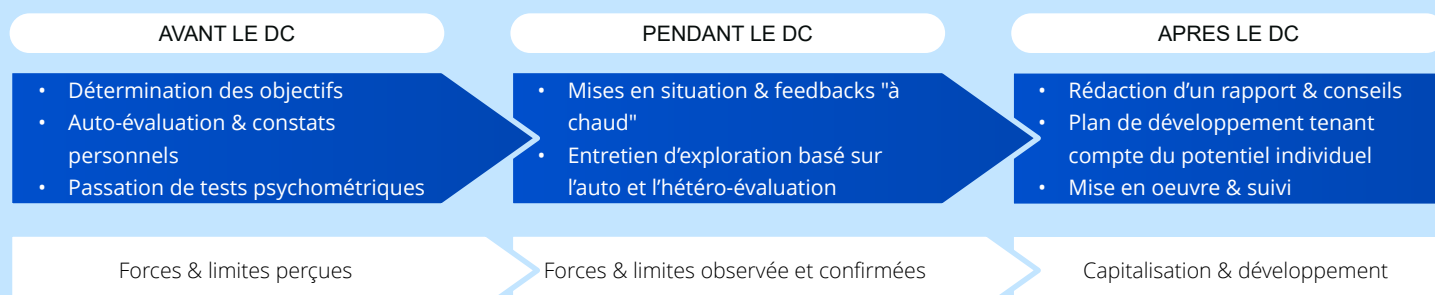 AVANT LE DC
PENDANT LE DC
APRES LE DC
• Détermination des objectifs
• Auto-évaluation & constats
personnels
• Passation de tests psychométriques
• Mises en situation & feedbacks "à
chaud"
• Entretien d’exploration basé sur
l’auto et l’hétéro-évaluation
• Rédaction d’un rapport & conseils
• Plan de développement tenant
compte du potentiel individuel
• Mise en oeuvre & suivi
Forces & limites perçues
Forces & limites observée et confirmées
Capitalisation & développement